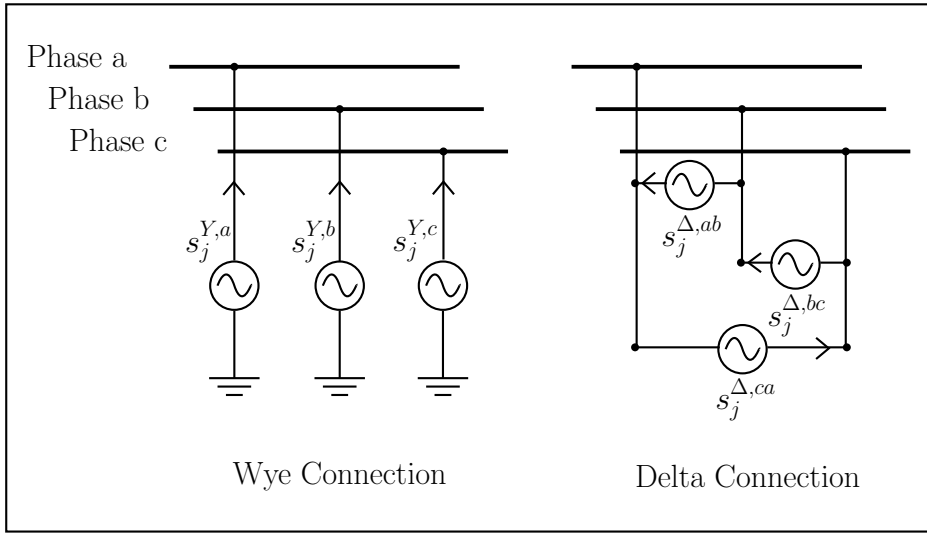 Phase a
Phase b
Phase c
s_j^{Y,a}
s_j^{Y,b}
s_j^{Y,c}
s_j^{Δ,ab}
s_j^{Δ,bc}
s_j^{Δ,ca}
Wye Connection
Delta Connection